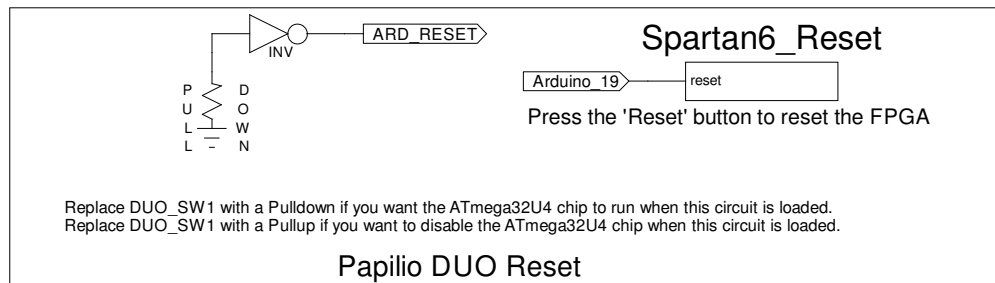 ARD_RESET
INV
PULL DOWN
Spartan6_Reset
Arduino_19
reset
Press the 'Reset' button to reset the FPGA
Replace DUO_SW1 with a Pulldown if you want the ATmega32U4 chip to run when this circuit is loaded.
Replace DUO_SW1 with a Pullup if you want to disable the ATmega32U4 chip when this circuit is loaded.
Papilio DUO Reset